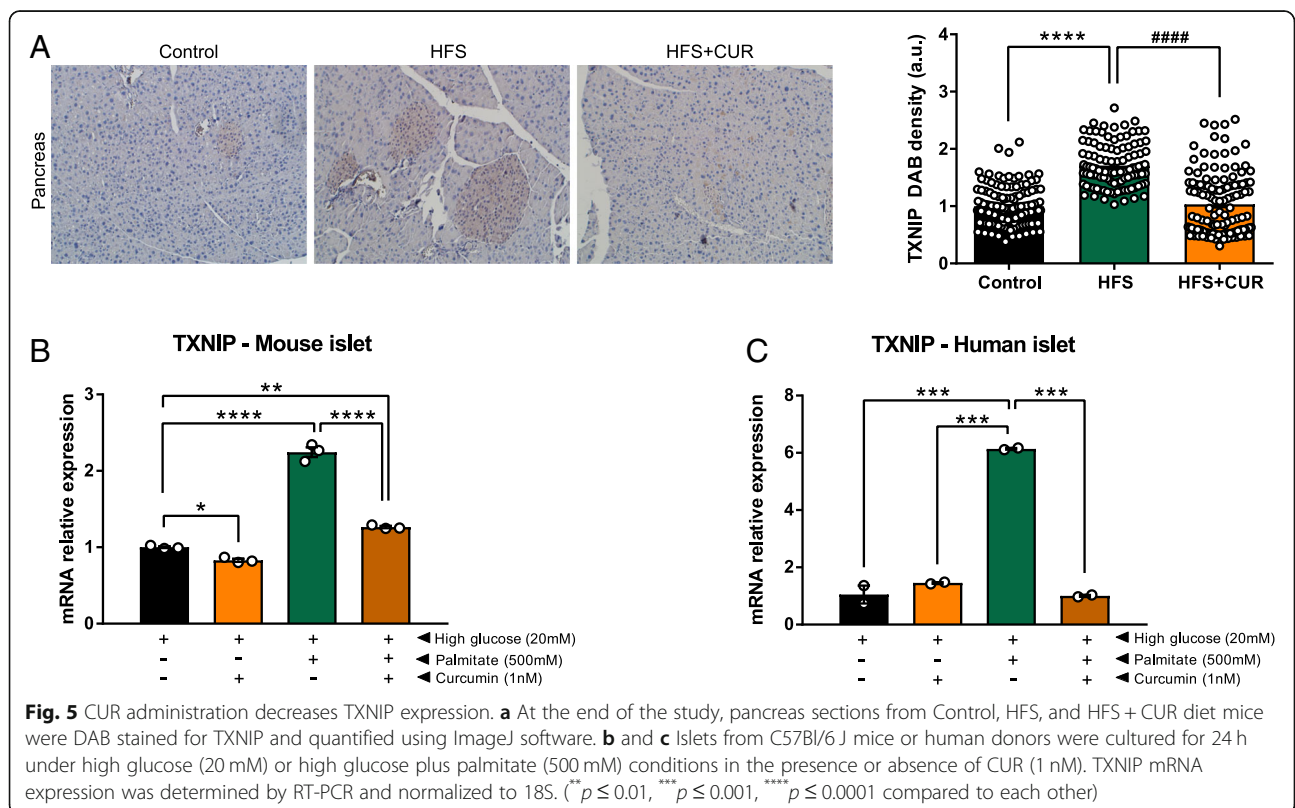 A
Control HFS HFS+CUR
Pancreas
TXNIP DAB density (a.u.)
4
3
2
1
0
**** ####
Control HFS HFS+CUR
B
TXNIP - Mouse islet
mRNA relative expression
3
2
1
0
**
**** ****
*
+ + + + ◄ High glucose (20mM)
- - + + ◄ Palmitate (500mM)
- + - + ◄ Curcumin (1nM)
C
TXNIP - Human islet
mRNA relative expression
8
6
4
2
0
*** ***
***
+ + + + ◄ High glucose (20mM)
- - + + ◄ Palmitate (500mM)
- + - + ◄ Curcumin (1nM)
Fig. 5 CUR administration decreases TXNIP expression. a At the end of the study, pancreas sections from Control, HFS, and HFS + CUR diet mice
were DAB stained for TXNIP and quantified using ImageJ software. b and c Islets from C57Bl/6 J mice or human donors were cultured for 24 h
under high glucose (20 mM) or high glucose plus palmitate (500 mM) conditions in the presence or absence of CUR (1 nM). TXNIP mRNA
expression was determined by RT-PCR and normalized to 18S. (**p ≤ 0.01, ***p ≤ 0.001, ****p ≤ 0.0001 compared to each other)